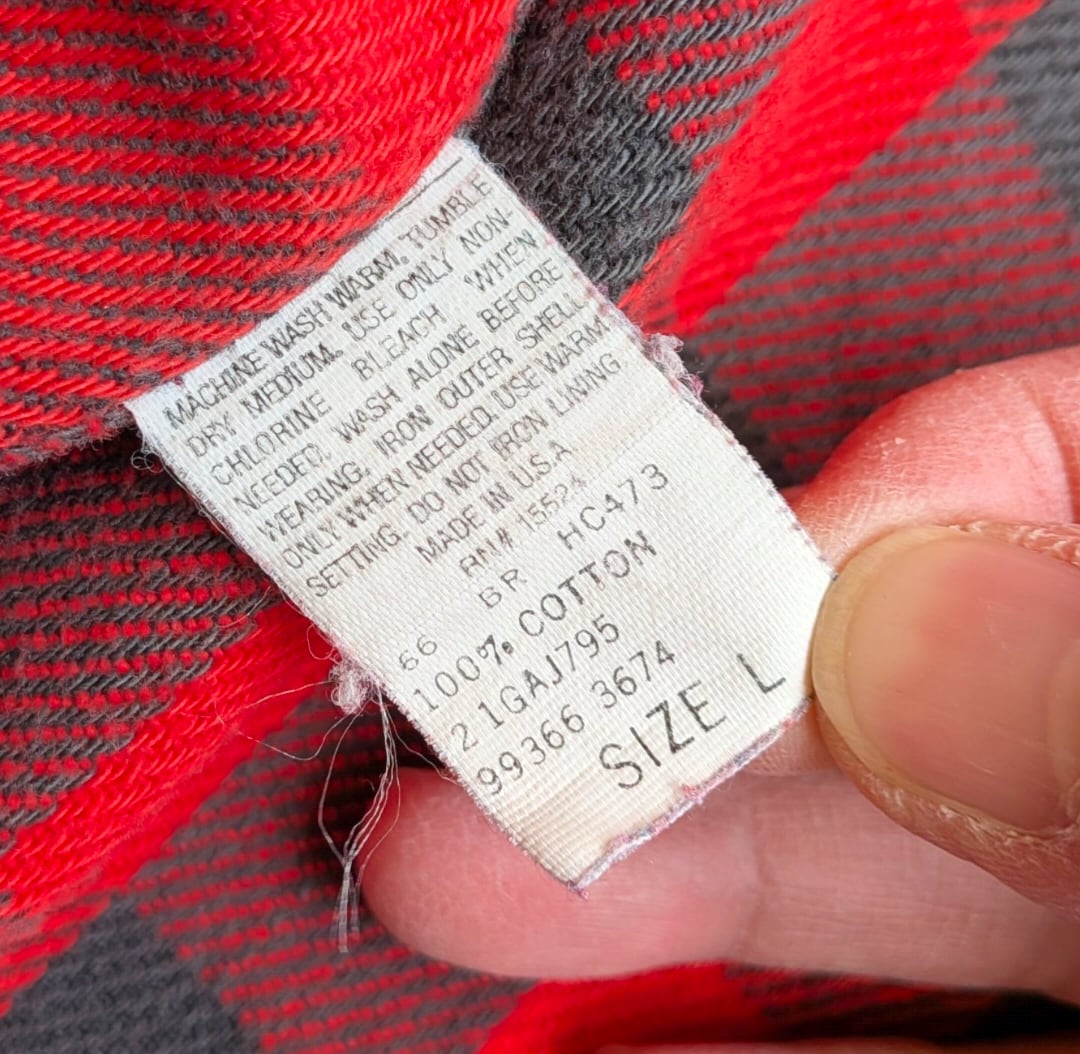 MACHINE WASH WARM. TUMBLE
DRY MEDIUM. USE ONLY NON-
CHLORINE BLEACH WHEN
NEEDED. WASH ALONE BEFORE
WEARING. IRON OUTER SHELL
ONLY WHEN NEEDED. USE WARM
SETTING. DO NOT IRON LINING
MADE IN U.S.A
RN# 15524
BR HC473
66
100% COTTON
2 1GAJ795
99366 3674
SIZE L